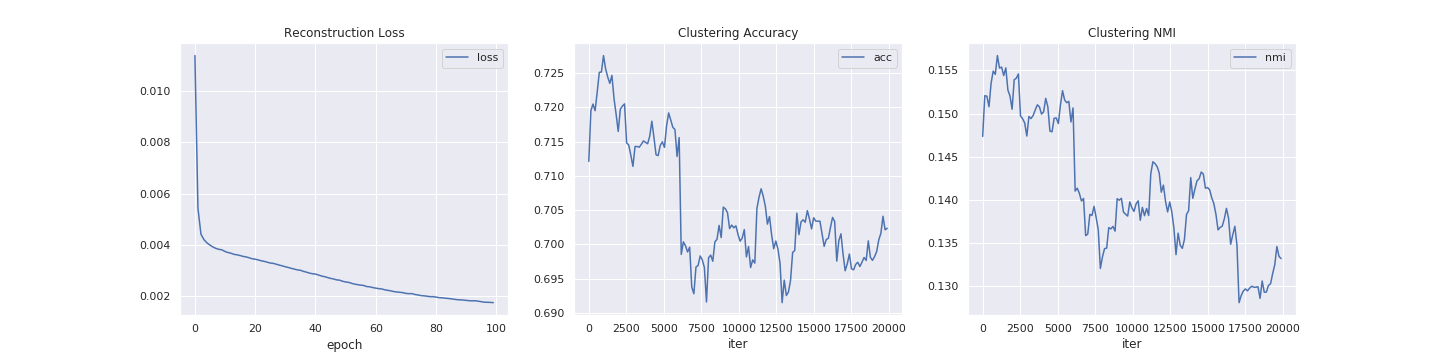 Reconstruction Loss
loss
0.010
0.008
0.006
0.004
0.002
0 20 40 60 80 100
epoch
Clustering Accuracy
acc
0.725
0.720
0.715
0.710
0.705
0.700
0.695
0.690
0 2500 5000 7500 10000 12500 15000 17500 20000
iter
Clustering NMI
nmi
0.155
0.150
0.145
0.140
0.135
0.130
0 2500 5000 7500 10000 12500 15000 17500 20000
iter